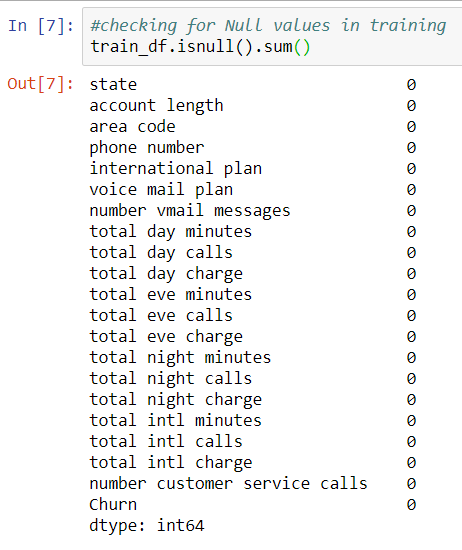 In [7]: #checking for Null values in training
train_df.isnull().sum()
Out[7]: state 0
account length 0
area code 0
phone number 0
international plan 0
voice mail plan 0
number vmail messages 0
total day minutes 0
total day calls 0
total day charge 0
total eve minutes 0
total eve calls 0
total eve charge 0
total night minutes 0
total night calls 0
total night charge 0
total intl minutes 0
total intl calls 0
total intl charge 0
number customer service calls 0
Churn 0
dtype: int64